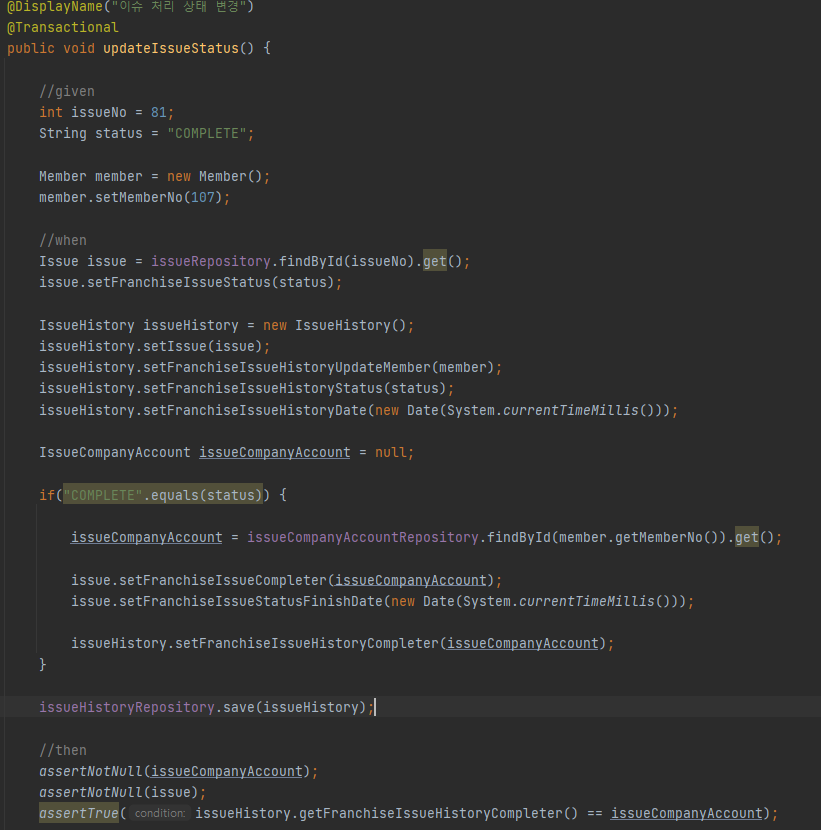 @DisplayName("이슈 처리 상태 변경")
@Transactional
public void updateIssueStatus() {
//given
int issueNo = 81;
String status = "COMPLETE";
Member member = new Member();
member.setMemberNo(107);
//when
Issue issue = issueRepository.findById(issueNo).get();
issue.setFranchiseIssueStatus(status);
IssueHistory issueHistory = new IssueHistory();
issueHistory.setIssue(issue);
issueHistory.setFranchiseIssueHistoryUpdateMember(member);
issueHistory.setFranchiseIssueHistoryStatus(status);
issueHistory.setFranchiseIssueHistoryDate(new Date(System.currentTimeMillis()));
IssueCompanyAccount issueCompanyAccount = null;
if("COMPLETE".equals(status)) {
issueCompanyAccount = issueCompanyAccountRepository.findById(member.getMemberNo()).get();
issue.setFranchiseIssueCompleter(issueCompanyAccount);
issue.setFranchiseIssueStatusFinishDate(new Date(System.currentTimeMillis()));
issueHistory.setFranchiseIssueHistoryCompleter(issueCompanyAccount);
}
issueHistoryRepository.save(issueHistory);
//then
assertNotNull(issueCompanyAccount);
assertNotNull(issue);
assertTrue( condition: issueHistory.getFranchiseIssueHistoryCompleter() == issueCompanyAccount);